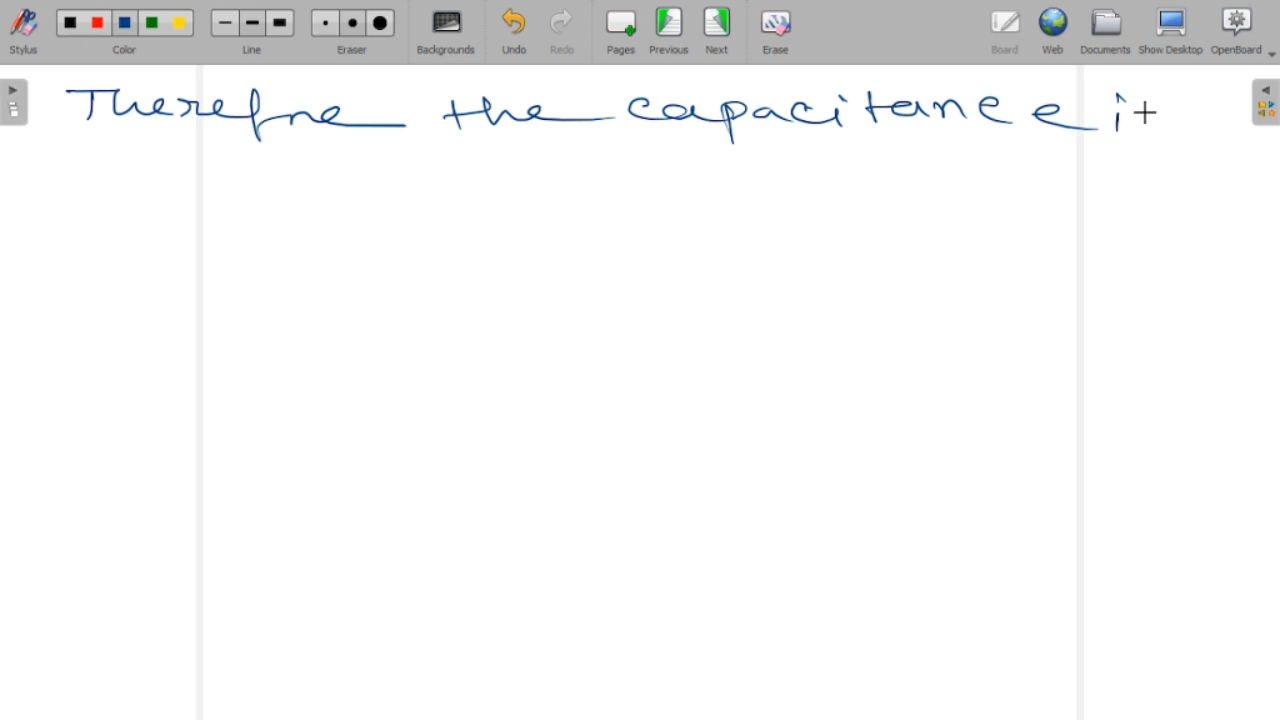 Stylus Color Line Eraser Backgrounds Undo Redo Pages Previous Next Erase Board Web Documents Show Desktop OpenBoard
Therefore the capacitance i